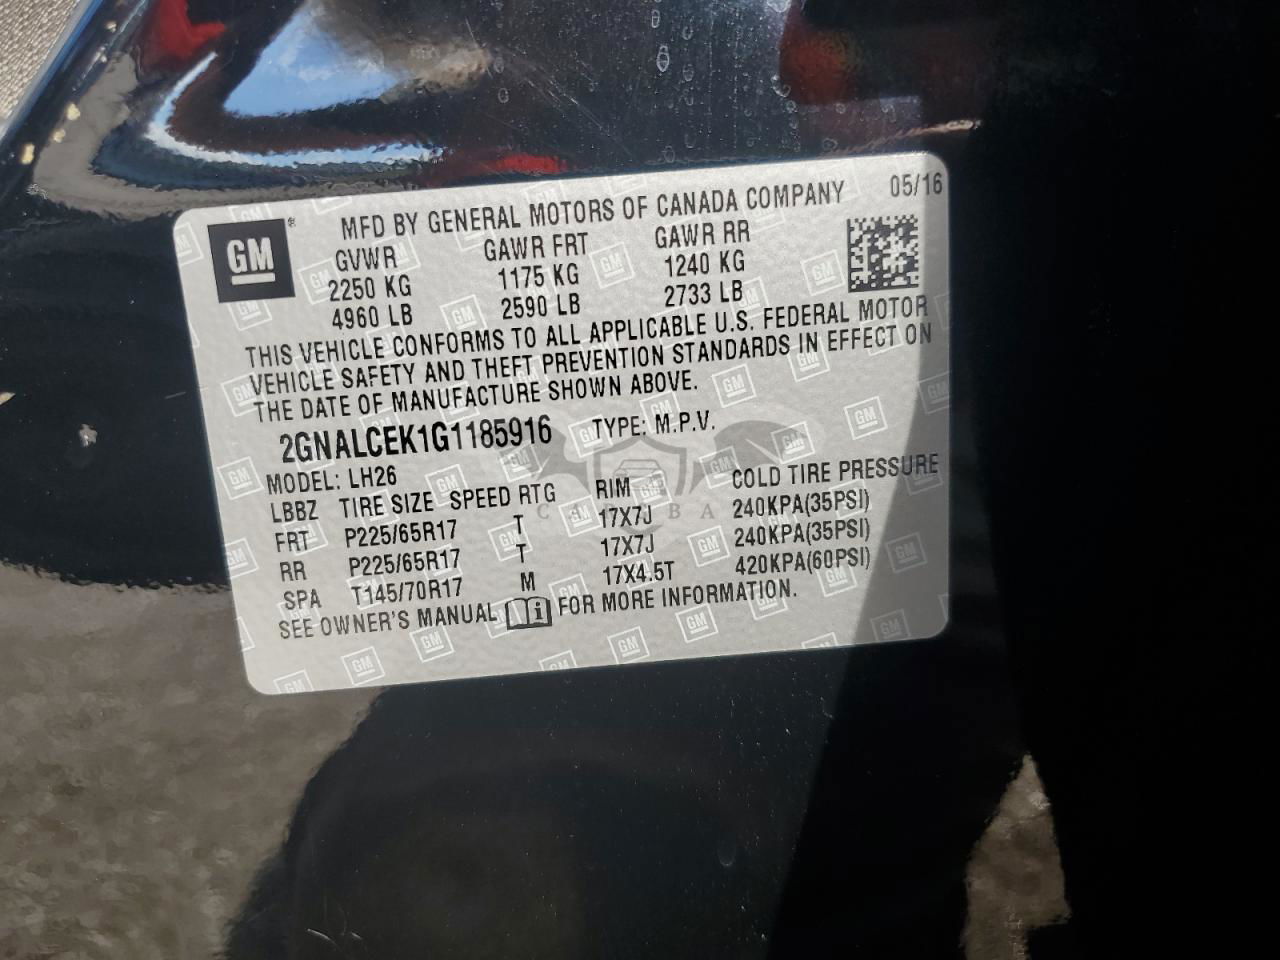 GM ® MFD BY GENERAL MOTORS OF CANADA COMPANY 05/16
GVWR GAWR FRT GAWR RR
2250 KG 1175 KG 1240 KG
4960 LB 2590 LB 2733 LB
THIS VEHICLE CONFORMS TO ALL APPLICABLE U.S. FEDERAL MOTOR
VEHICLE SAFETY AND THEFT PREVENTION STANDARDS IN EFFECT ON
THE DATE OF MANUFACTURE SHOWN ABOVE.
2GNALCEK1G1185916 TYPE: M.P.V.
MODEL: LH26
LBBZ TIRE SIZE SPEED RTG RIM COLD TIRE PRESSURE
FRT P225/65R17 T 17X7J 240KPA(35PSI)
RR P225/65R17 T 17X7J 240KPA(35PSI)
SPA T145/70R17 M 17X4.5T 420KPA(60PSI)
SEE OWNER'S MANUAL FOR MORE INFORMATION.